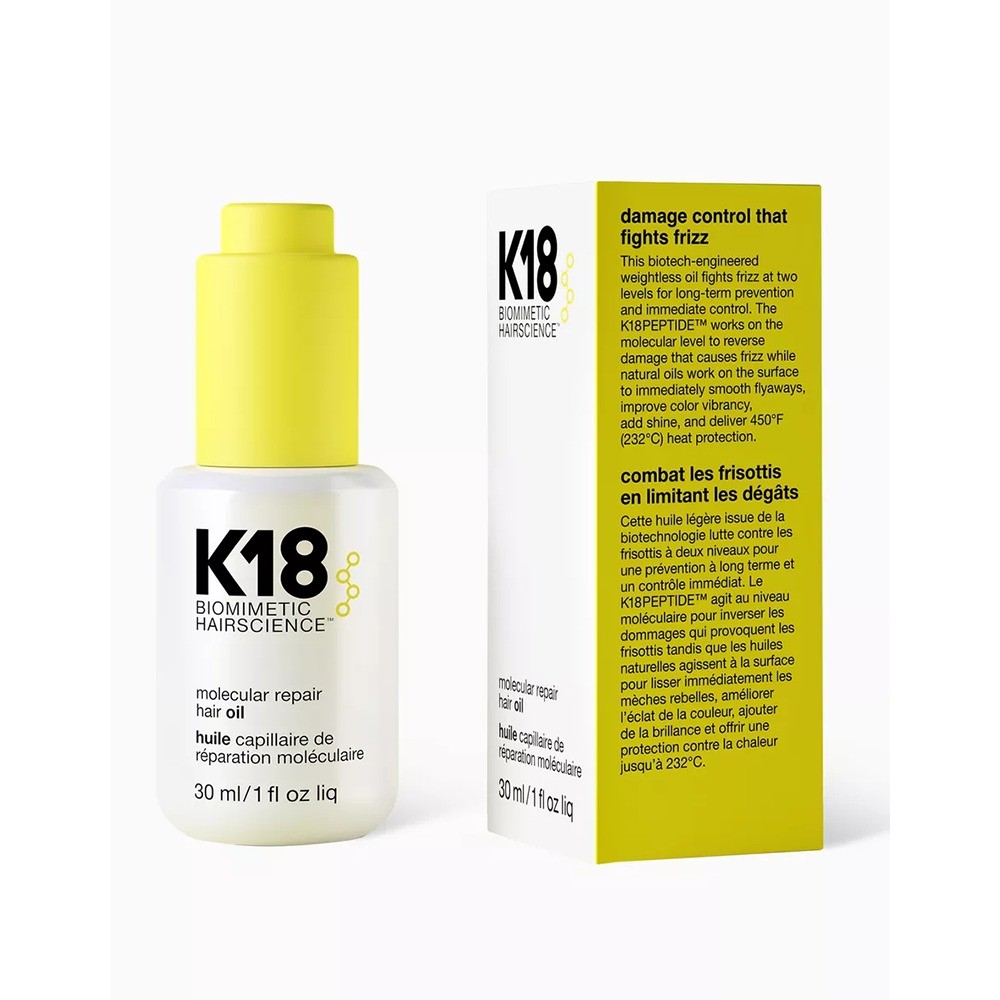 K18
BIOMIMETIC
HAIRSCIENCE™
molecular repair
hair oil
huile capillaire de
réparation moléculaire
30 ml/1 fl oz liq
K18
BIOMIMETIC
HAIRSCIENCE™
molecular repair
hair oil
huile capillaire de
réparation moléculaire
30 ml/1 fl oz liq
damage control that
fights frizz
This biotech-engineered
weightless oil fights frizz at two
levels for long-term prevention
and immediate control. The
K18PEPTIDE™ works on the
molecular level to reverse
damage that causes frizz while
natural oils work on the surface
to immediately smooth flyaways,
improve color vibrancy,
add shine, and deliver 450°F
(232°C) heat protection.
combat les frisottis
en limitant les dégâts
Cette huile légère issue de la
biotechnologie lutte contre les
frisottis à deux niveaux pour
une prévention à long terme et
un contrôle immédiat. Le
K18PEPTIDE™ agit au niveau
moléculaire pour inverser les
dommages qui provoquent les
frisottis tandis que les huiles
naturelles agissent à la surface
pour lisser immédiatement les
mèches rebelles, améliorer
l'éclat de la couleur, ajouter
de la brillance et offrir une
protection contre la chaleur
jusqu'à 232°C.